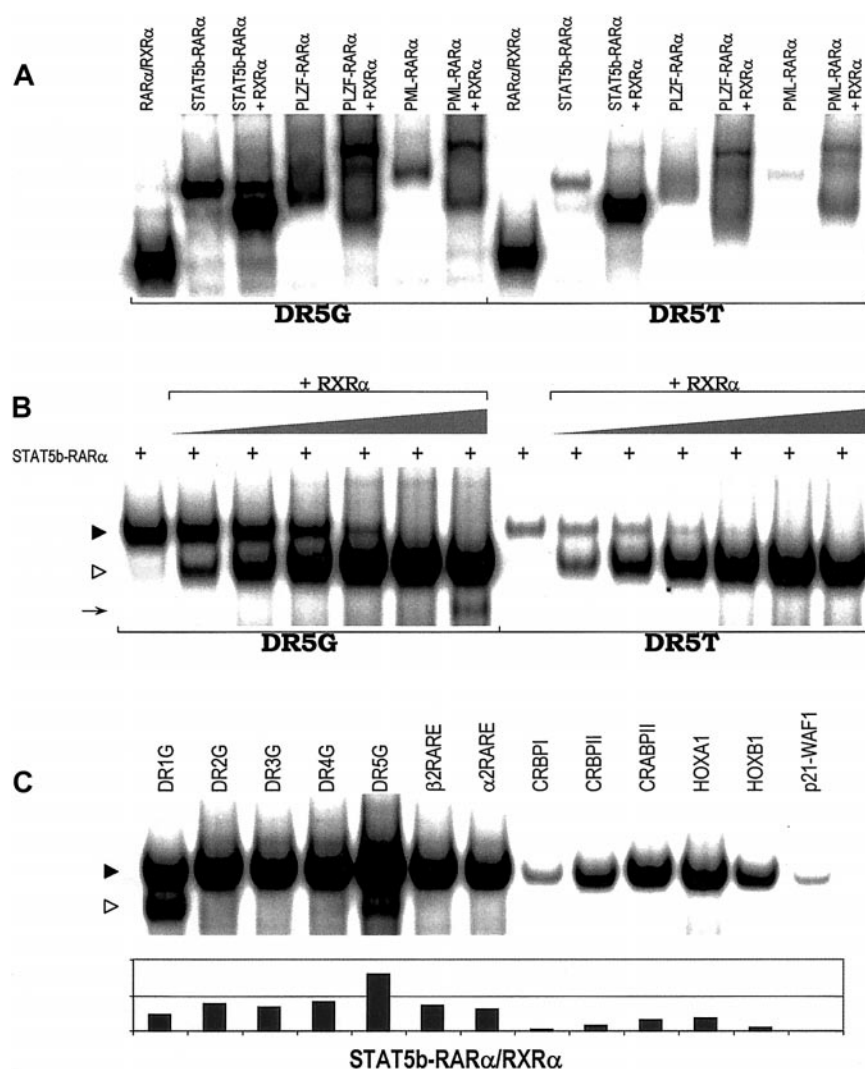 A
RARα/RXRα
STAT5b-RARα
STAT5b-RARα
+ RXRα
PLZF-RARα
PLZF-RARα
+ RXRα
PML-RARα
PML-RARα
+ RXRα
RARα/RXRα
STAT5b-RARα
STAT5b-RARα
+ RXRα
PLZF-RARα
PLZF-RARα
+ RXRα
PML-RARα
PML-RARα
+ RXRα
DR5G
DR5T
B
+ RXRα
+ RXRα
STAT5b-RARα + + + + + + + + + + + + + +
DR5G
DR5T
C
DR1G
DR2G
DR3G
DR4G
DR5G
β2RARE
α2RARE
CRBPI
CRBPII
CRABPII
HOXA1
HOXB1
p21-WAF1
STAT5b-RARα/RXRα